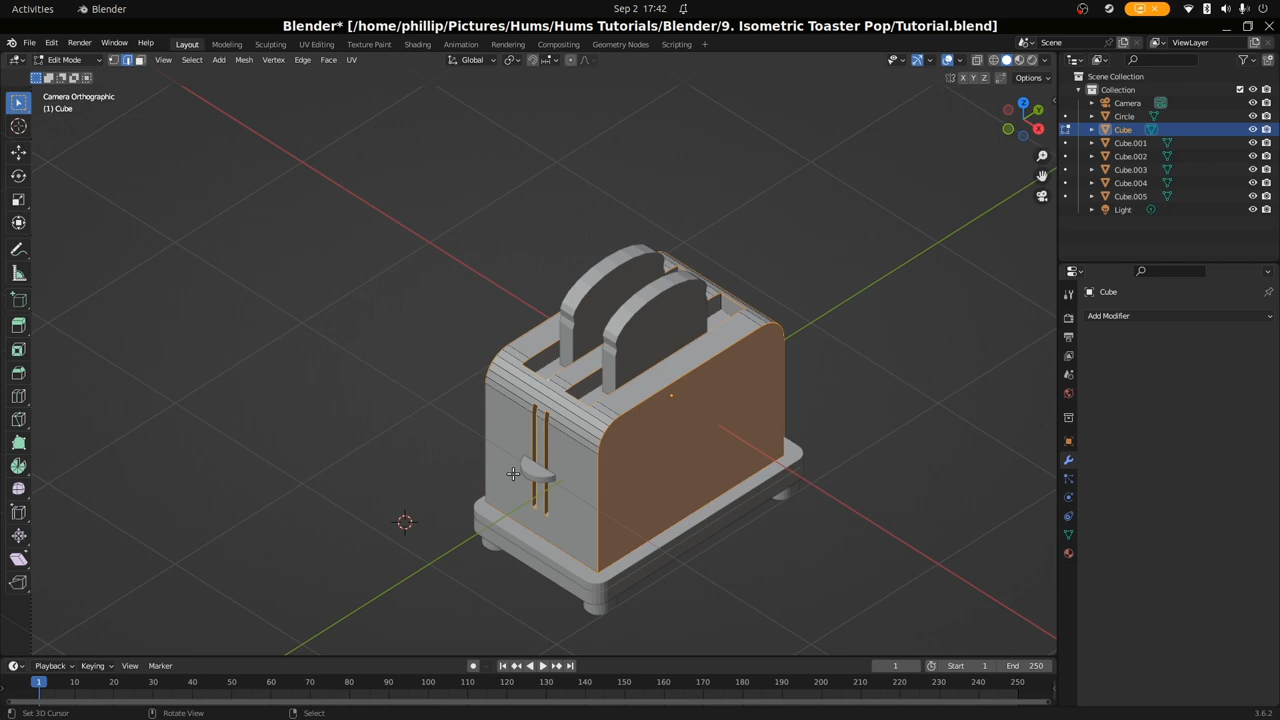 Activities Blender Sep 2 17:42
Blender* [/home/phillip/Pictures/Hums/Hums Tutorials/Blender/9. Isometric Toaster Pop/Tutorial.blend]
File Edit Render Window Help Layout Modeling Sculpting UV Editing Texture Paint Shading Animation Rendering Compositing Geometry Nodes Scripting + Scene ViewLayer
Edit Mode View Select Add Mesh Vertex Edge Face UV Global
X Y Z Options
Scene Collection
Collection
Camera
Circle
Cube
Cube.001
Cube.002
Cube.003
Cube.004
Cube.005
Light
Camera Orthographic
(1) Cube
Z
Y
X
Cube
Add Modifier
Playback Keying View Marker 1 Start 1 End 250
1 10 20 30 40 50 60 70 80 90 100 110 120 130 140 150 160 170 180 190 200 210 220 230 240 250
Set 3D Cursor Rotate View Select 3.6.2